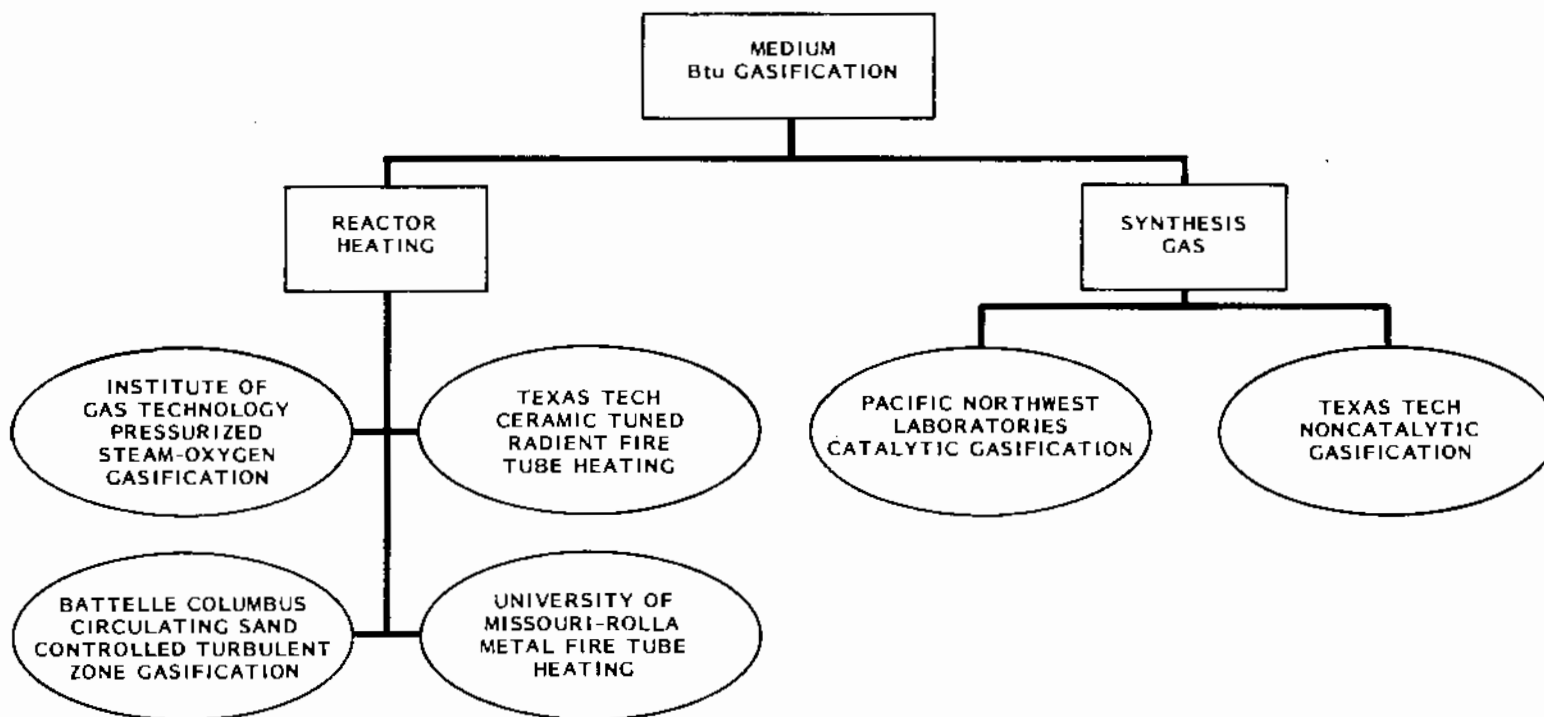 MEDIUM
Btu GASIFICATION
REACTOR
HEATING
SYNTHESIS
GAS
INSTITUTE OF
GAS TECHNOLOGY
PRESSURIZED
STEAM-OXYGEN
GASIFICATION
TEXAS TECH
CERAMIC TUNED
RADIENT FIRE
TUBE HEATING
PACIFIC NORTHWEST
LABORATORIES
CATALYTIC GASIFICATION
TEXAS TECH
NONCATALYTIC
GASIFICATION
BATTELLE COLUMBUS
CIRCULATING SAND
CONTROLLED TURBULENT
ZONE GASIFICATION
UNIVERSITY OF
MISSOURI-ROLLA
METAL FIRE TUBE
HEATING